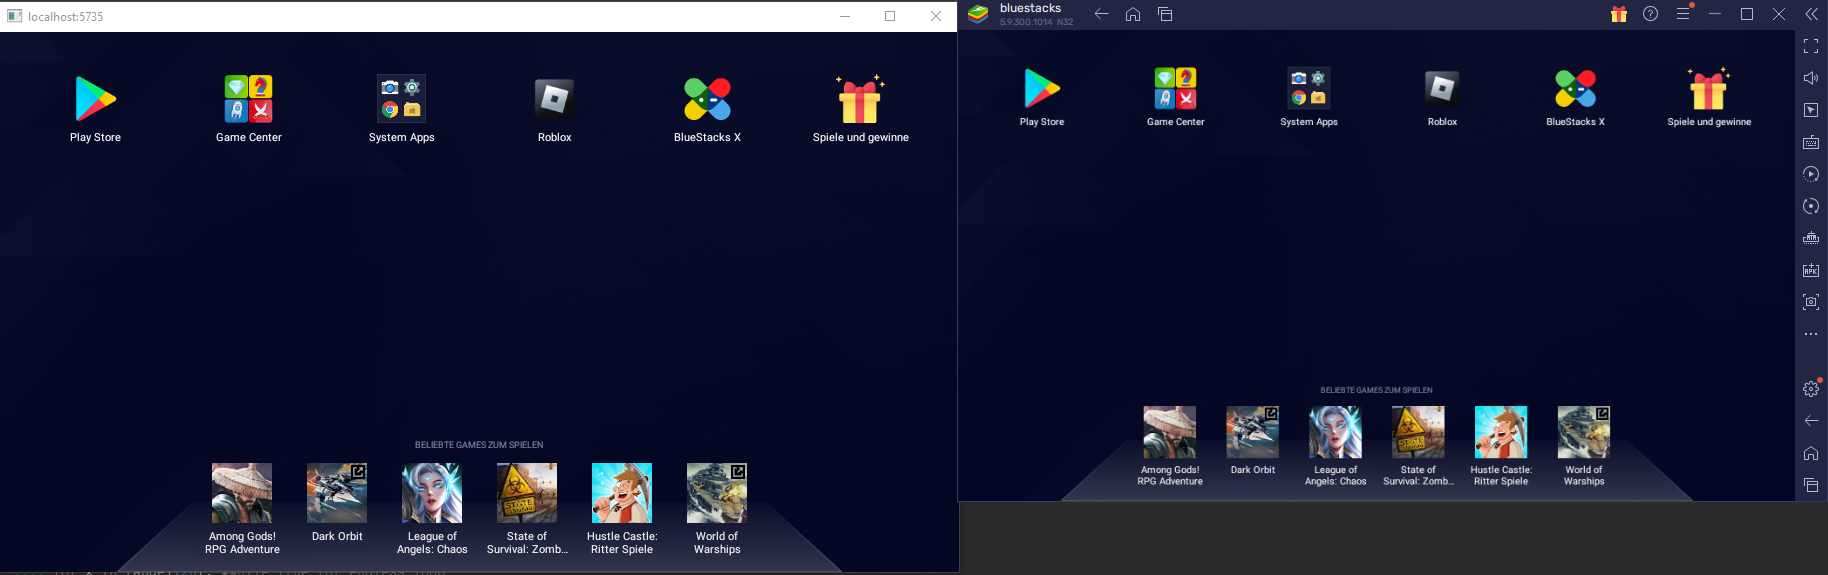 localhost:5735
Play Store
Game Center
System Apps
Roblox
BlueStacks X
Spiele und gewinne
BELIEBTE GAMES ZUM SPIELEN
Among Gods!
RPG Adventure
Dark Orbit
League of
Angels: Chaos
STATE
State of
Survival: Zomb...
Hustle Castle:
Ritter Spiele
World of
Warships
bluestacks
5.9.300.1014 N32
Play Store
Game Center
System Apps
Roblox
BlueStacks X
Spiele und gewinne
BELIEBTE GAMES ZUM SPIELEN
Among Gods!
RPG Adventure
Dark Orbit
League of
Angels: Chaos
STATE
State of
Survival: Zomb...
Hustle Castle:
Ritter Spiele
World of
Warships
APK